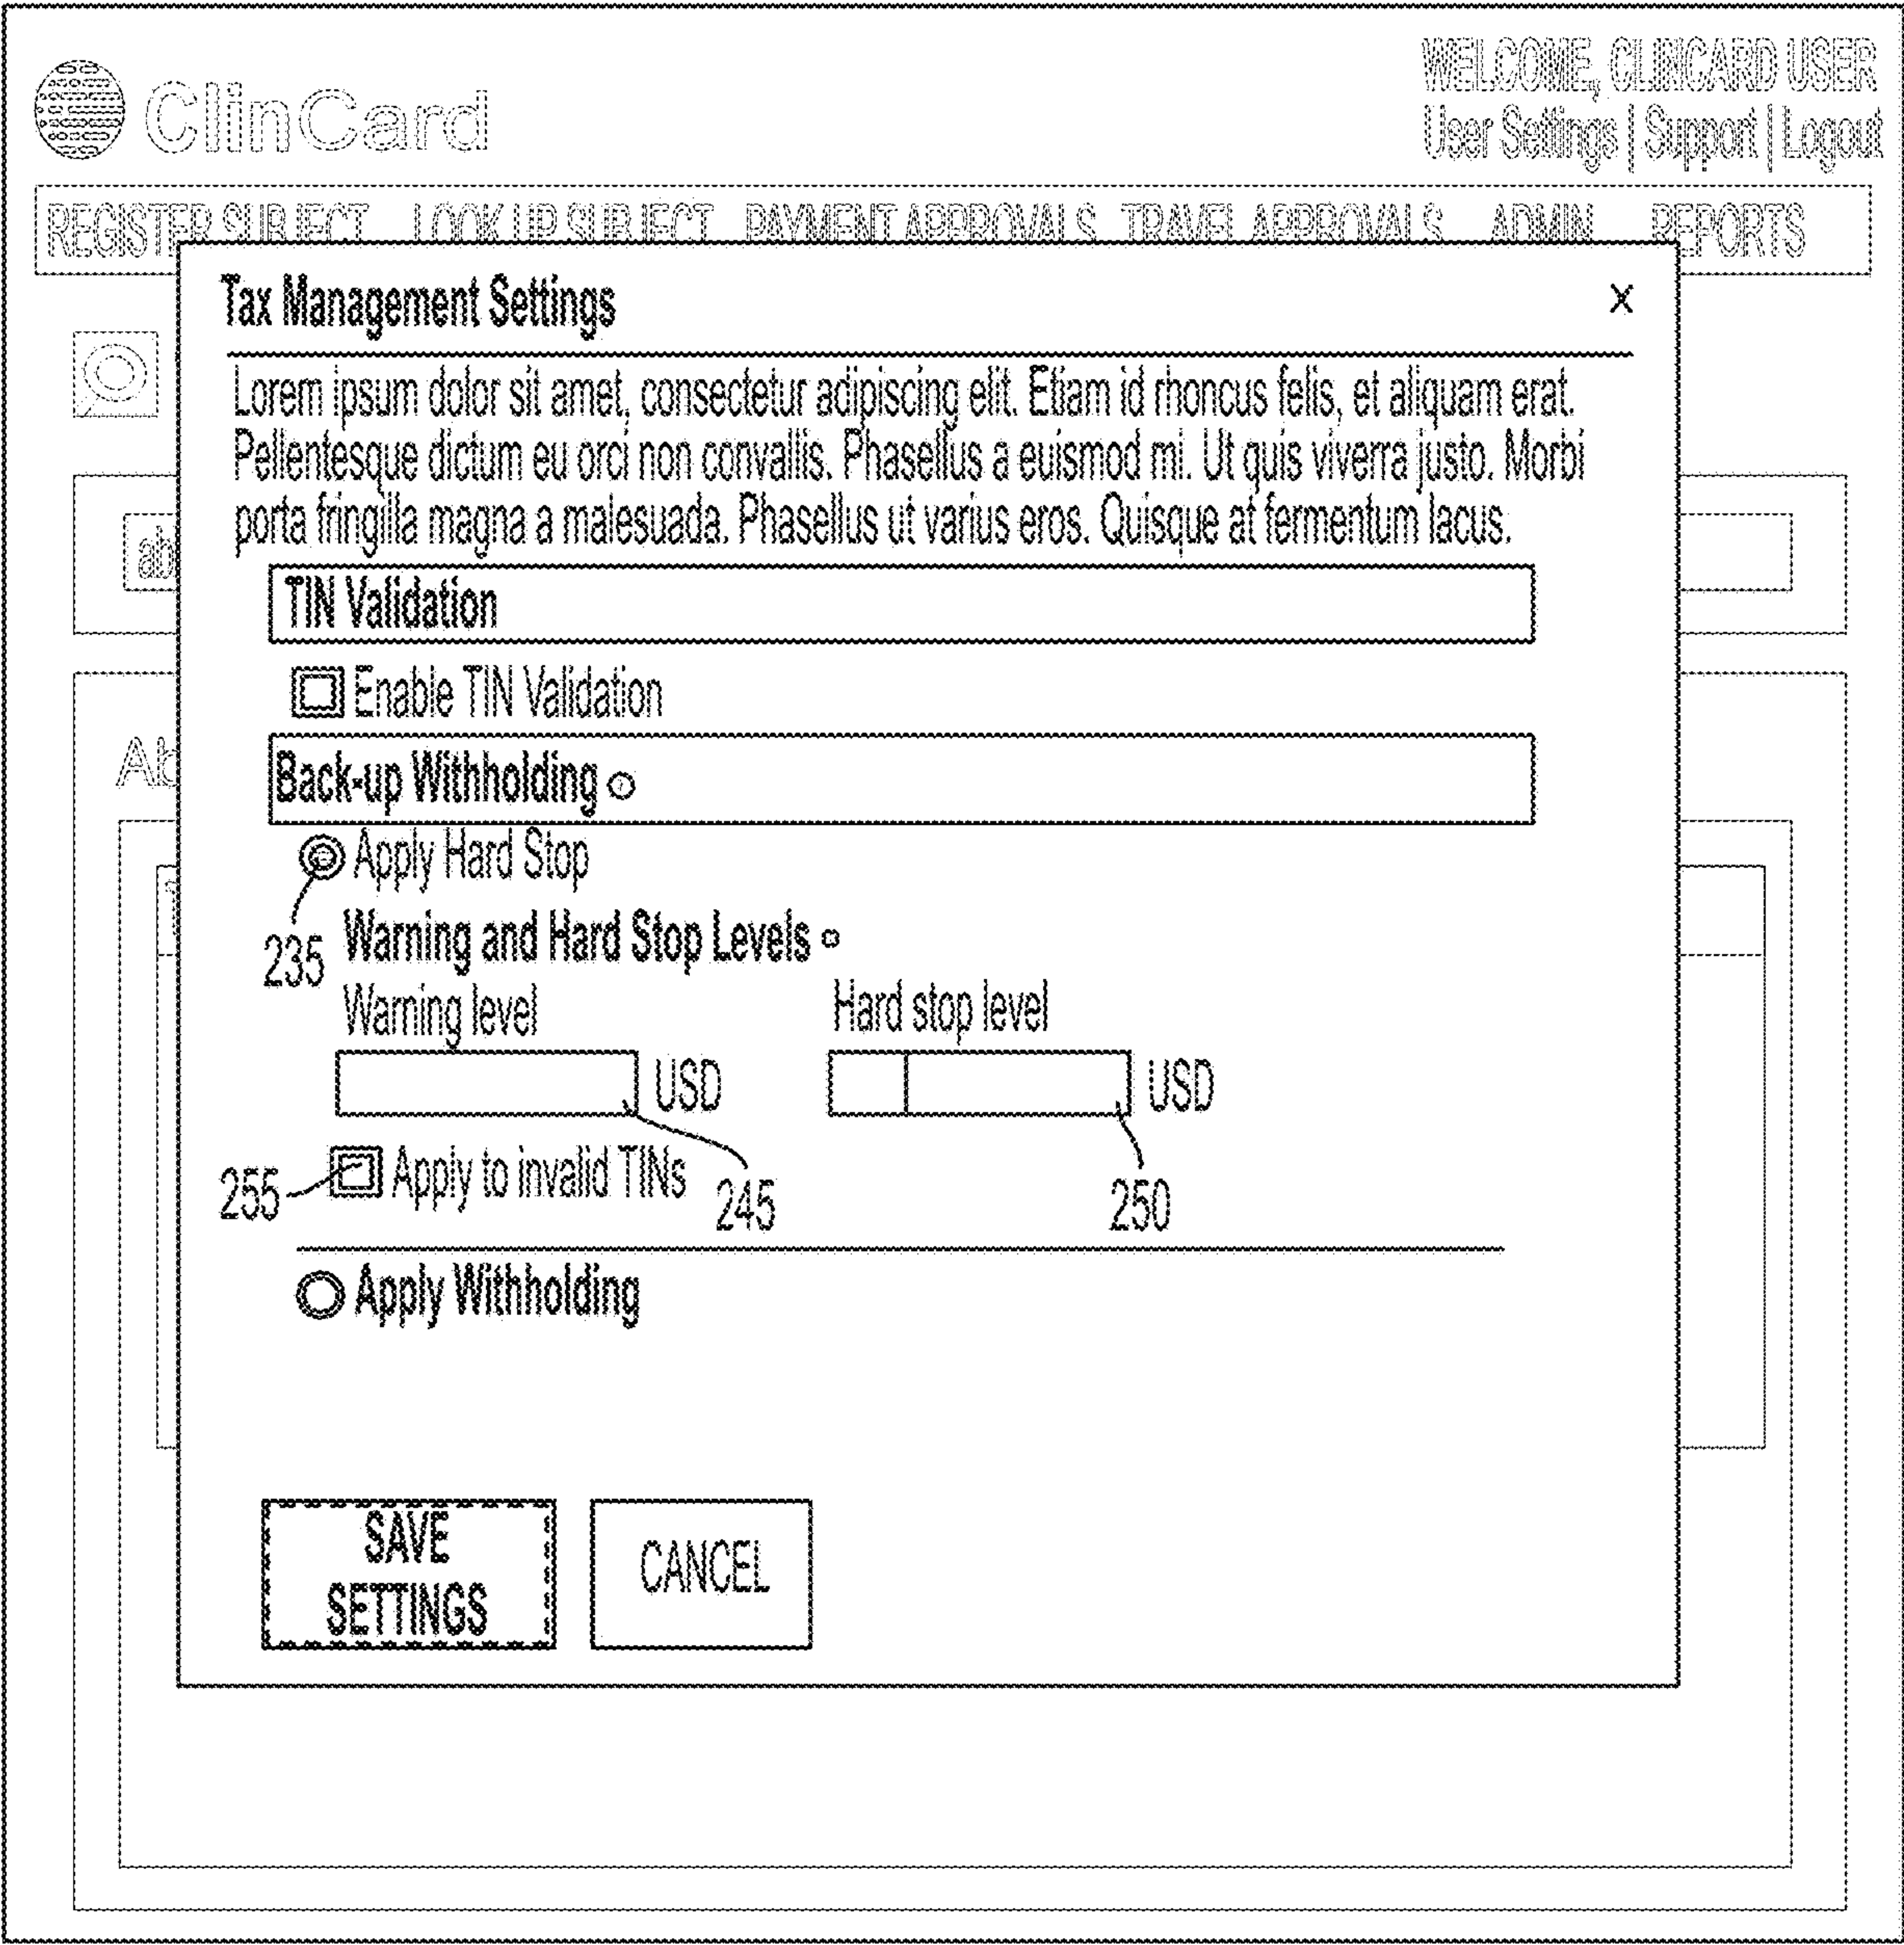 ClinCard
WELCOME, CLINCARD USER
User Settings | Support | Logout
REGISTER SUBJECT LOOK UP SUBJECT PAYMENT APPROVALS TRAVEL APPROVALS ADMIN REPORTS
Tax Management Settings X
Lorem ipsum dolor sit amet, consectetur adipiscing elit. Etiam id rhoncus felis, et aliquam erat.
Pellentesque dictum eu orci non convallis. Phasellus a euismod mi. Ut quis viverra justo. Morbi
porta fringilla magna a malesuada. Phasellus ut varius eros. Quisque at fermentum lacus.
ab
TIN Validation
Enable TIN Validation
Ab
Back-up Withholding
Apply Hard Stop
235
Warning and Hard Stop Levels
Warning level Hard stop level
USD USD
255 Apply to invalid TINs 245 250
Apply Withholding
SAVE
SETTINGS
CANCEL